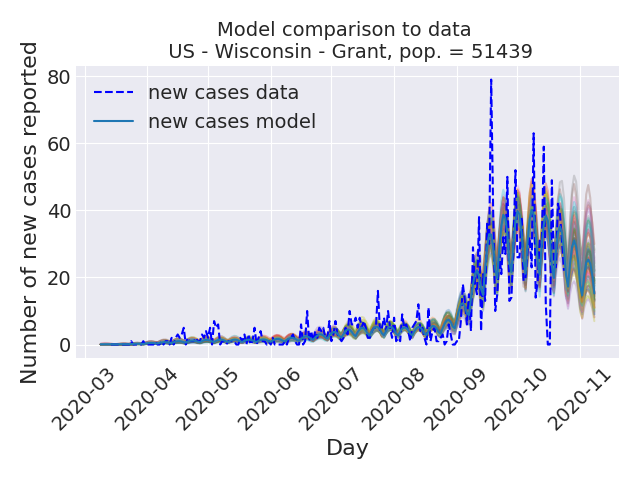 Model comparison to data
US - Wisconsin - Grant, pop. = 51439
Number of new cases reported
80
60
40
20
0
new cases data
new cases model
2020-03
2020-04
2020-05
2020-06
2020-07
2020-08
2020-09
2020-10
2020-11
Day